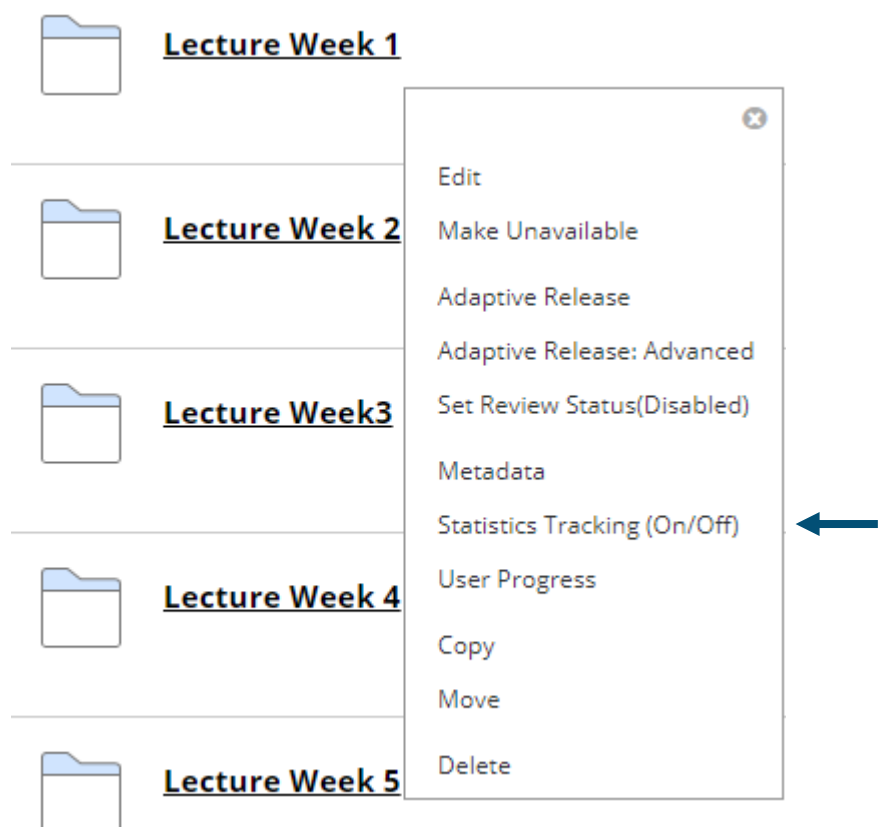 Lecture Week 1
Edit
Lecture Week 2
Make Unavailable
Adaptive Release
Adaptive Release: Advanced
Set Review Status(Disabled)
Lecture Week3
Metadata
Statistics Tracking (On/Off)
User Progress
Lecture Week 4
Copy
Move
Delete
Lecture Week 5